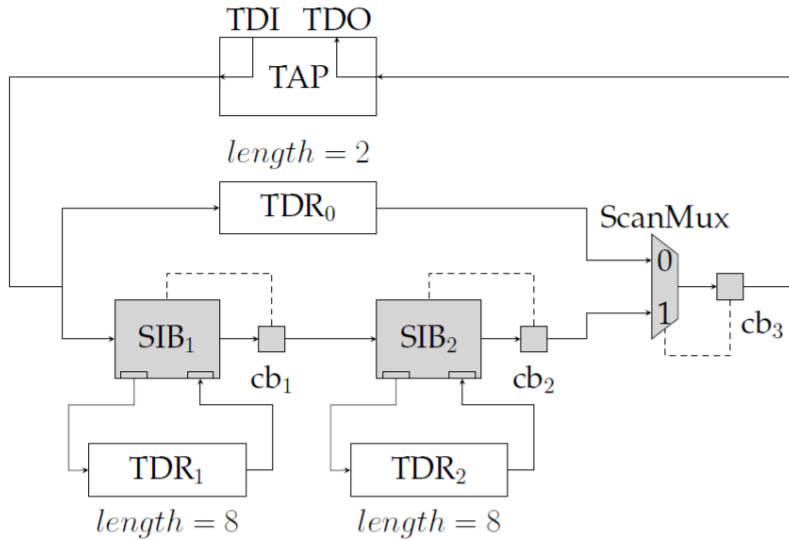 TDI TDO
TAP
length = 2
TDR₀
ScanMux
0
1
cb₃
SIB₁
cb₁
SIB₂
cb₂
TDR₁
length = 8
TDR₂
length = 8